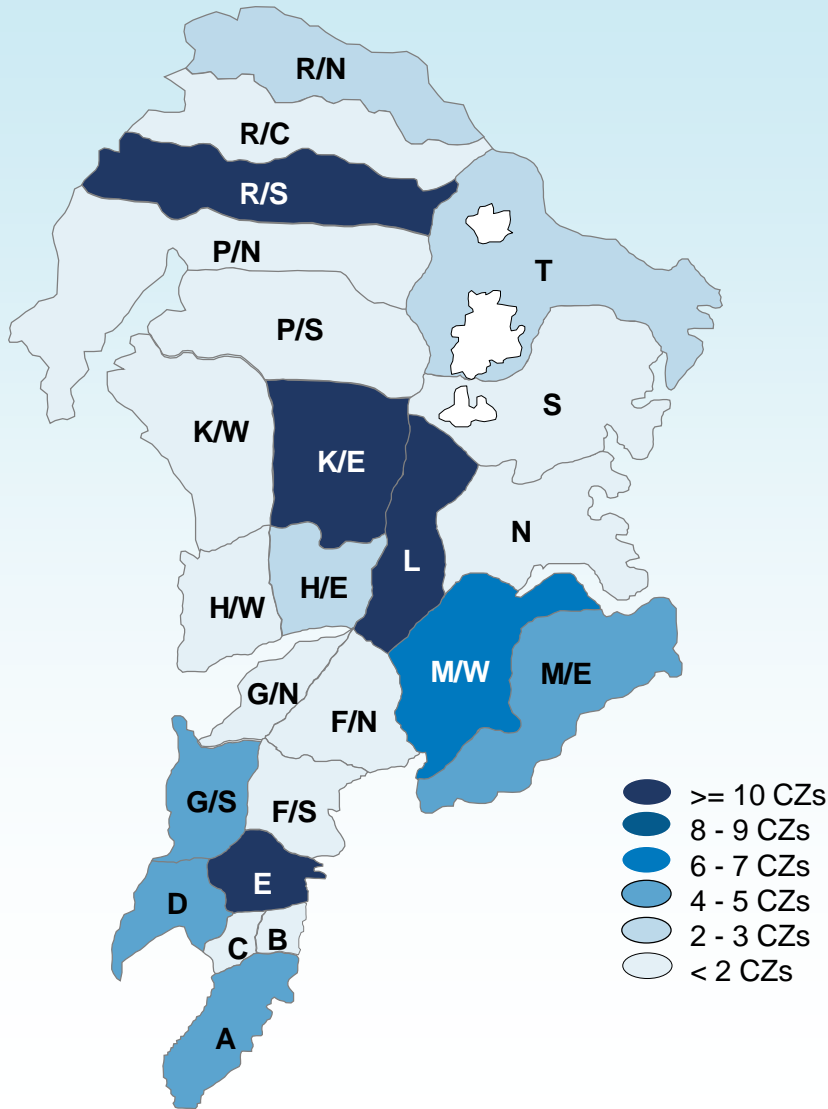 R/N
R/C
R/S
P/N
T
P/S
S
K/W
K/E
N
L
H/E
H/W
M/W
M/E
G/N
F/N
G/S
F/S
E
D
B
C
A
>= 10 CZs
8 - 9 CZs
6 - 7 CZs
4 - 5 CZs
2 - 3 CZs
< 2 CZs